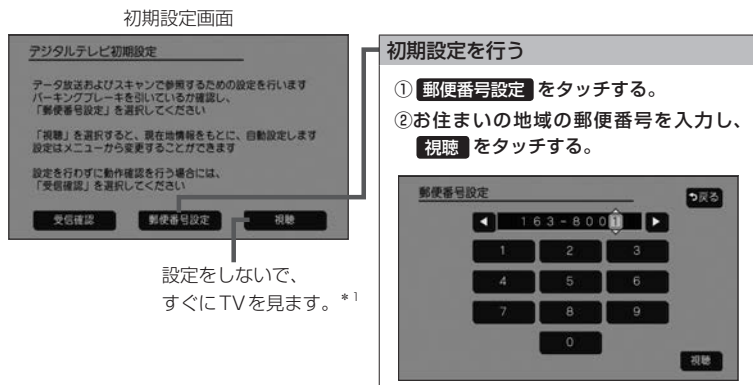 初期設定画面
デジタルテレビ初期設定
データ放送およびスキャンで参照するための設定を行います
パーキングブレーキを引いているか確認し、
「郵便番号設定」を選択してください
「視聴」を選択すると、現在地情報をもとに、自動設定します
設定はメニューから変更することができます
設定を行わずに動作確認を行う場合には、
「受信確認」を選択してください
受信確認 郵便番号設定 視聴
設定をしないで、
すぐにTVを見ます。*1
初期設定を行う
① 郵便番号設定 をタッチする。
②お住まいの地域の郵便番号を入力し、
視聴 をタッチする。
郵便番号設定 戻る
163-8001
1 2 3
4 5 6
7 8 9
0
視聴